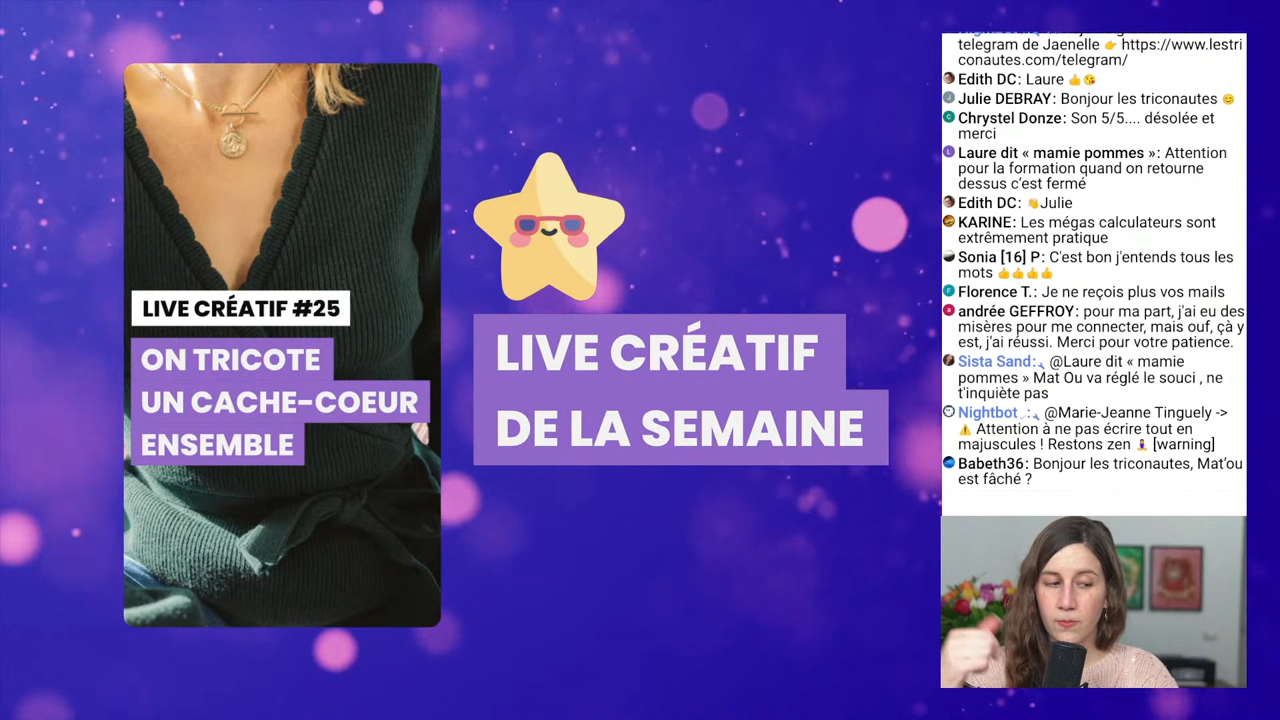 LIVE CRÉATIF #25
ON TRICOTE
UN CACHE-COEUR
ENSEMBLE
LIVE CRÉATIF
DE LA SEMAINE
telegram de Jaenelle 👉 https://www.lestri
conautes.com/telegram/
Edith DC: Laure 👍😘
Julie DEBRAY: Bonjour les triconautes 😊
Chrystel Donze: Son 5/5.... désolée et
merci
Laure dit « mamie pommes »: Attention
pour la formation quand on retourne
dessus c’est fermé
Edith DC: 👋Julie
KARINE: Les mégas calculateurs sont
extrêmement pratique
Sonia [16] P: C'est bon j'entends tous les
mots 👍👍👍👍
Florence T.: Je ne reçois plus vos mails
andrée GEFFROY: pour ma part, j'ai eu des
misères pour me connecter, mais ouf, çà y
est, j'ai réussi. Merci pour votre patience.
Sista Sand: @Laure dit « mamie
pommes » Mat Ou va réglé le souci , ne
t'inquiète pas
Nightbot : @Marie-Jeanne Tinguely ->
⚠️ Attention à ne pas écrire tout en
majuscules ! Restons zen 🧘‍♀️ [warning]
Babeth36: Bonjour les triconautes, Mat’ou
est fâché ?